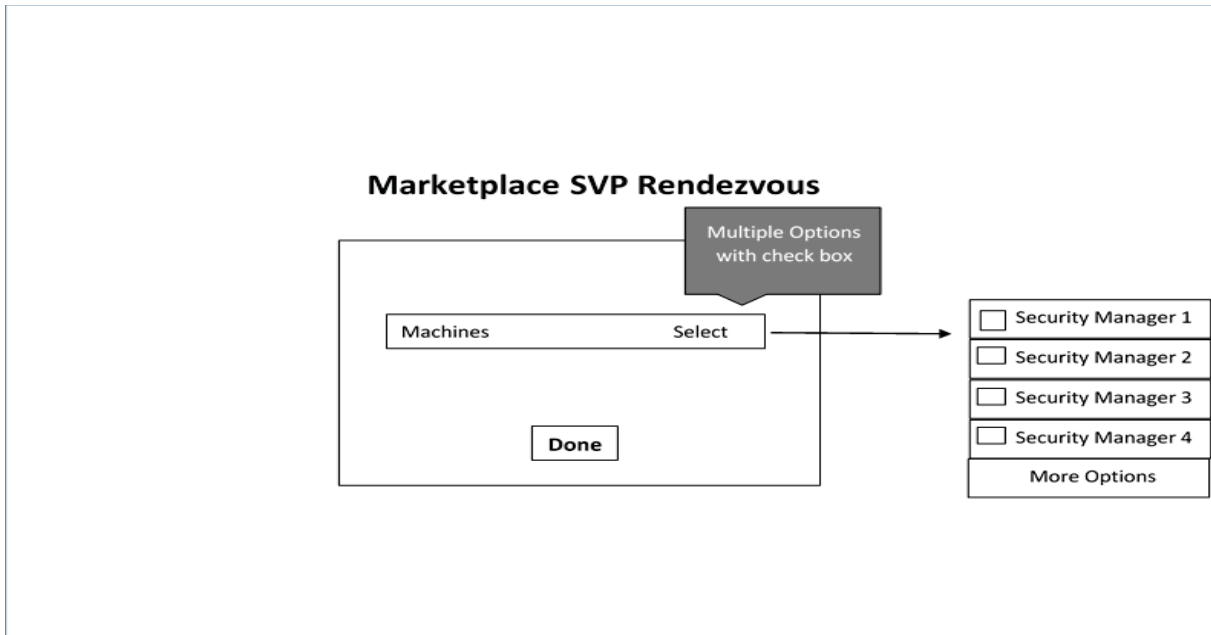 Marketplace SVP Rendezvous
Multiple Options
with check box
Machines Select
Done
Security Manager 1
Security Manager 2
Security Manager 3
Security Manager 4
More Options